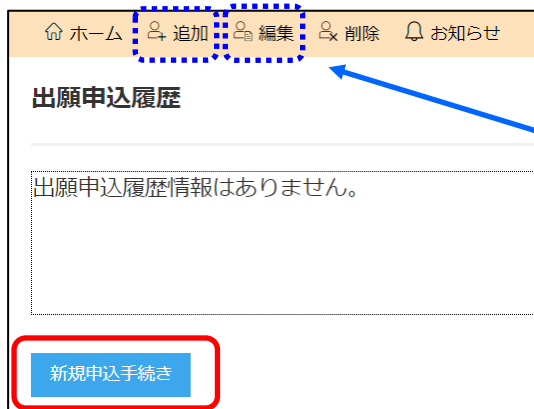 ホーム 追加 編集 削除 お知らせ
出願申込履歴
出願申込履歴情報はありません。
新規申込手続き